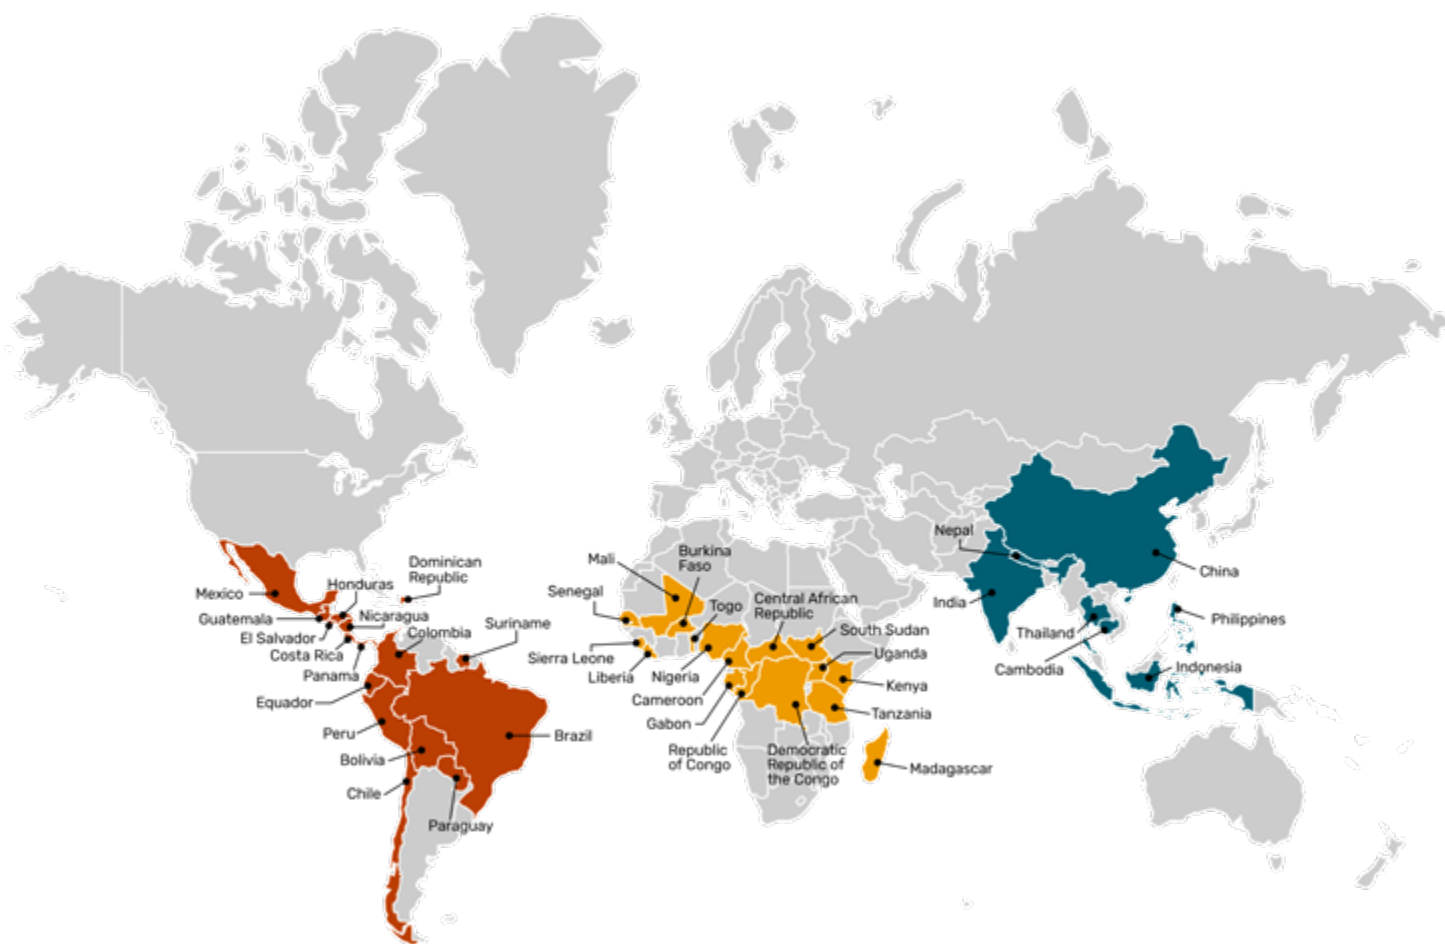 Mexico
Guatemala
El Salvador
Costa Rica
Panama
Honduras
Nicaragua
Dominican
Republic
Colombia
Suriname
Equador
Peru
Bolivia
Chile
Paraguay
Brazil
Mali
Burkina
Faso
Senegal
Togo
Central African
Republic
South Sudan
Sierra Leone
Liberia
Nigeria
Uganda
Cameroon
Kenya
Gabon
Tanzania
Republic
of Congo
Democratic
Republic of
the Congo
Madagascar
Nepal
China
India
Philippines
Thailand
Cambodia
Indonesia